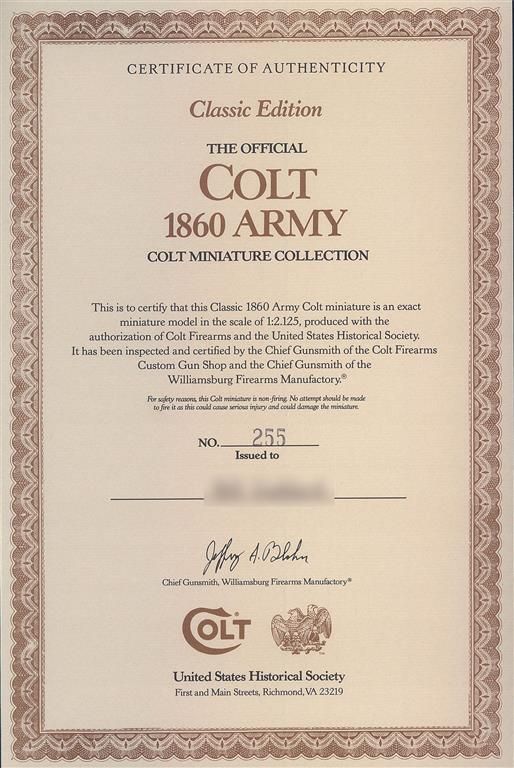 CERTIFICATE OF AUTHENTICITY
Classic Edition
THE OFFICIAL
COLT
1860 ARMY
COLT MINIATURE COLLECTION
This is to certify that this Classic 1860 Army Colt miniature is an exact
miniature model in the scale of 1:2.125, produced with the
authorization of Colt Firearms and the United States Historical Society.
It has been inspected and certified by the Chief Gunsmith of the Colt Firearms
Custom Gun Shop and the Chief Gunsmith of the
Williamsburg Firearms Manufactory.®
For safety reasons, this Colt miniature is non-firing. No attempt should be made
to fire it as this could cause serious injury and could damage the miniature.
NO. 255
Issued to
Chief Gunsmith, Williamsburg Firearms Manufactory®
COLT®
United States Historical Society
First and Main Streets, Richmond, VA 23219